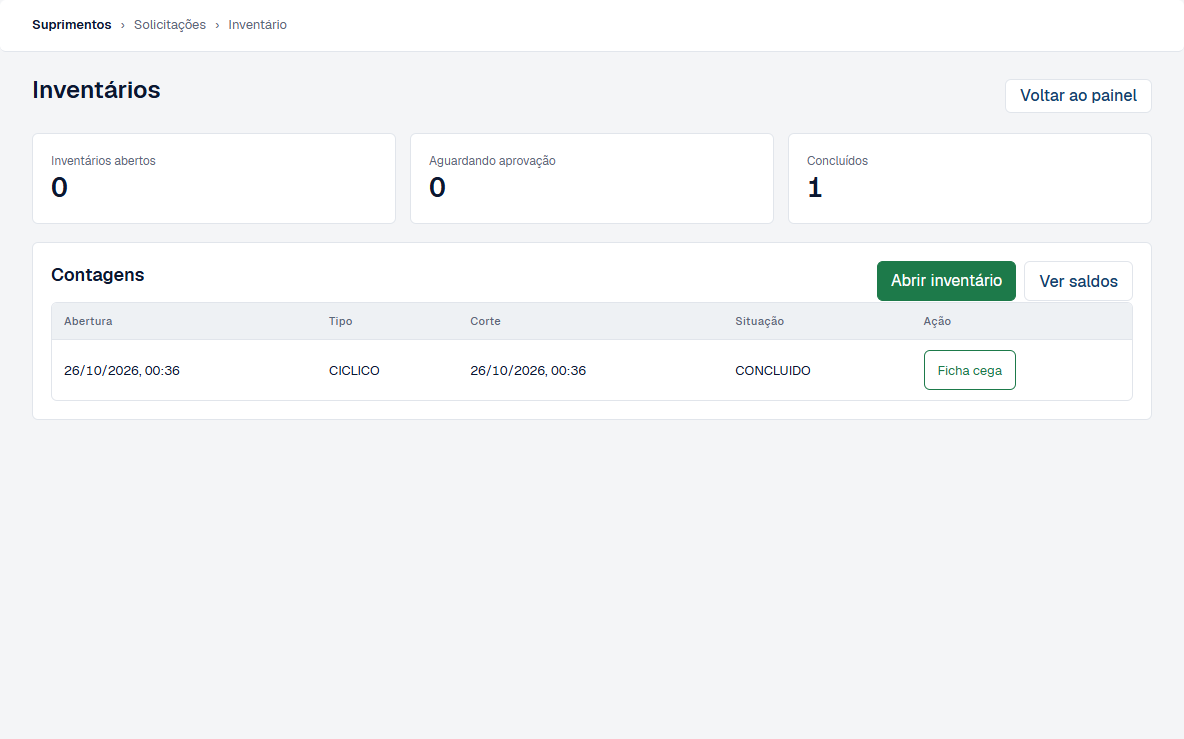 Suprimentos › Solicitações › Inventário
Inventários
Voltar ao painel
Inventários abertos
0
Aguardando aprovação
0
Concluídos
1
Contagens
Abrir inventário
Ver saldos
Abertura Tipo Corte Situação Ação
26/10/2026, 00:36 CICLICO 26/10/2026, 00:36 CONCLUIDO Ficha cega